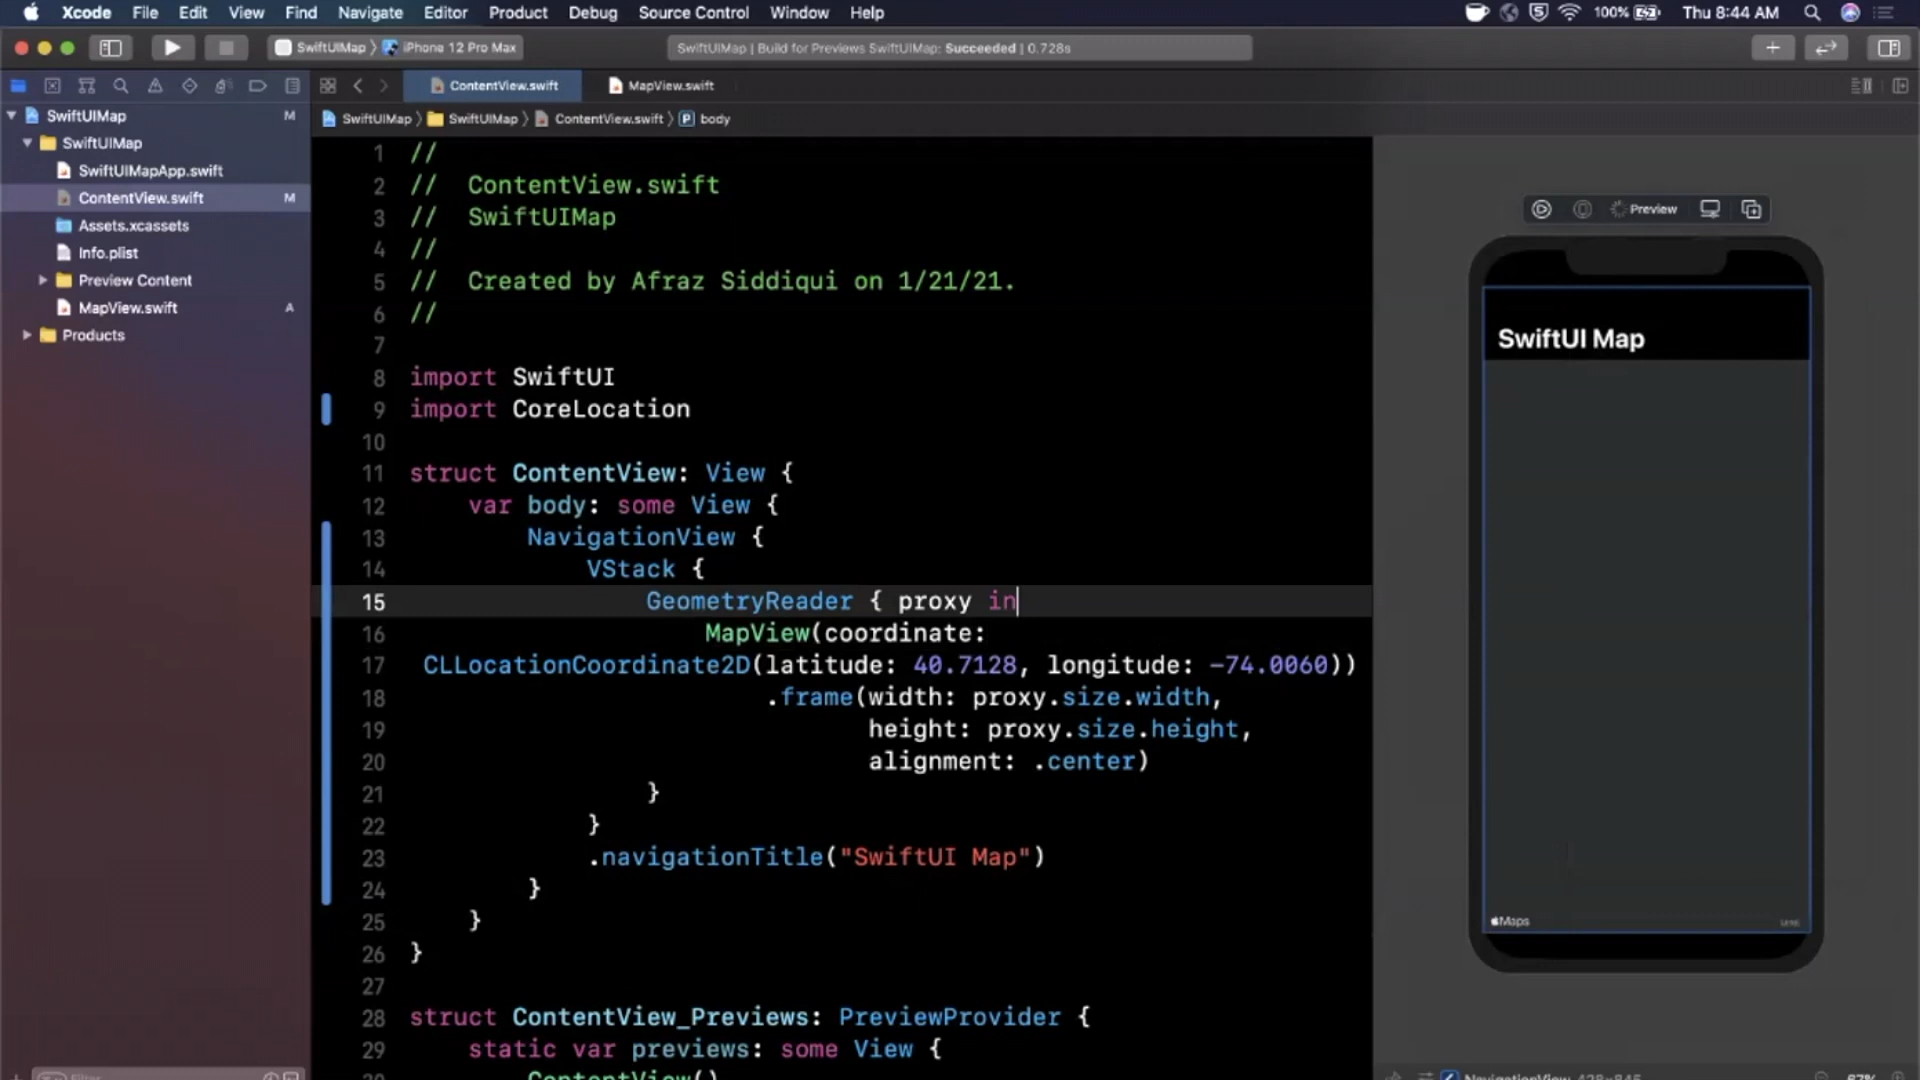 Xcode File Edit View Find Navigate Editor Product Debug Source Control Window Help 100% Thu 8:44 AM
SwiftUIMap 〉 iPhone 12 Pro Max
SwiftUIMap | Build for Previews SwiftUIMap: Succeeded | 0.728s
ContentView.swift
MapView.swift
SwiftUIMap 〉 SwiftUIMap 〉 ContentView.swift 〉 P body
SwiftUIMap M
SwiftUIMap
SwiftUIMapApp.swift
ContentView.swift M
Assets.xcassets
Info.plist
Preview Content
MapView.swift A
Products
1 //
2 //  ContentView.swift
3 //  SwiftUIMap
4 //
5 //  Created by Afraz Siddiqui on 1/21/21.
6 //
7
8 import SwiftUI
9 import CoreLocation
10
11 struct ContentView: View {
12     var body: some View {
13         NavigationView {
14             VStack {
15                 GeometryReader { proxy in
16                     MapView(coordinate:
17 CLLocationCoordinate2D(latitude: 40.7128, longitude: -74.0060))
18                         .frame(width: proxy.size.width,
19                                height: proxy.size.height,
20                                alignment: .center)
21                 }
22             }
23             .navigationTitle("SwiftUI Map")
24         }
25     }
26 }
27
28 struct ContentView_Previews: PreviewProvider {
29     static var previews: some View {
ContentView()
Preview
SwiftUI Map
Maps
Filter
NavigationView 428×845
67%